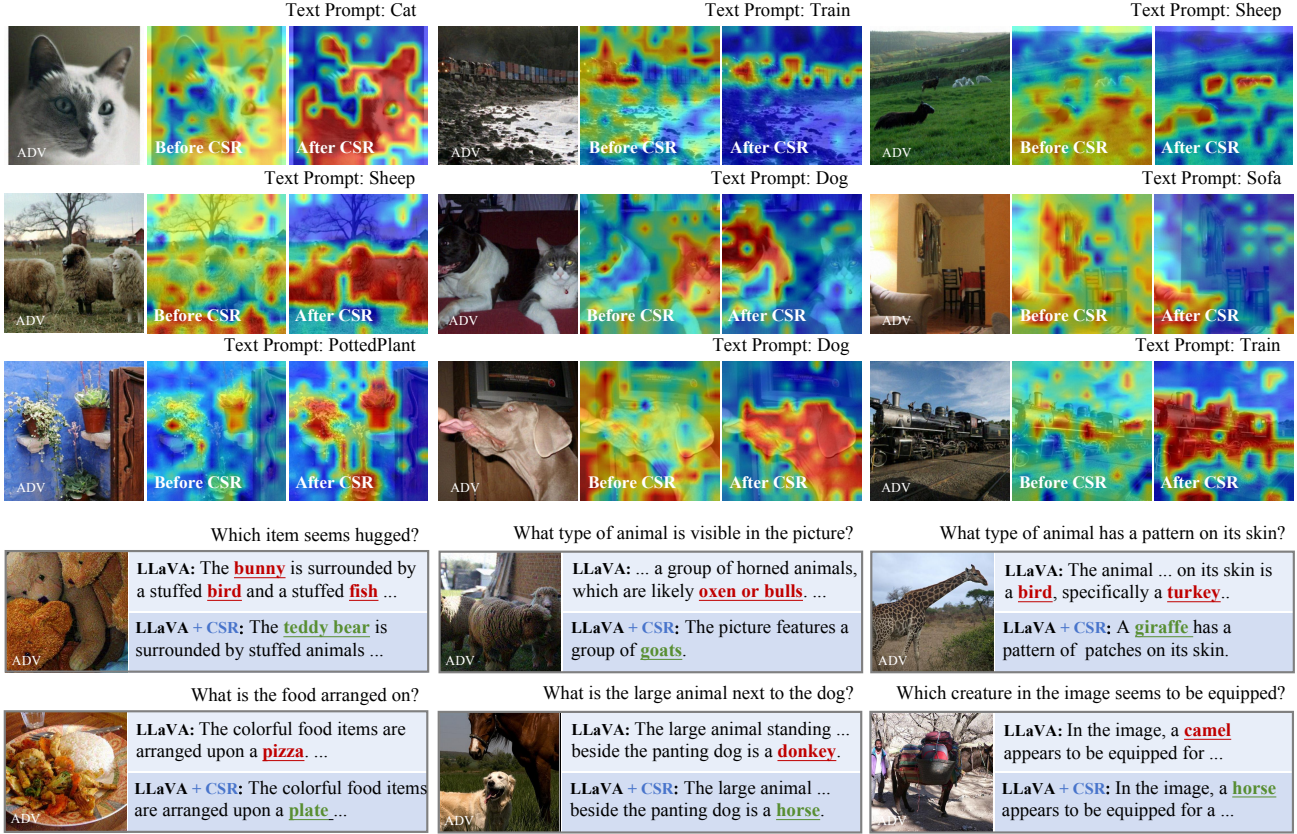 Text Prompt: Cat
Text Prompt: Train
Text Prompt: Sheep
ADV
Before CSR
After CSR
ADV
Before CSR
After CSR
ADV
Before CSR
After CSR
Text Prompt: Sheep
Text Prompt: Dog
Text Prompt: Sofa
ADV
Before CSR
After CSR
ADV
Before CSR
After CSR
ADV
Before CSR
After CSR
Text Prompt: PottedPlant
Text Prompt: Dog
Text Prompt: Train
ADV
Before CSR
After CSR
ADV
Before CSR
After CSR
ADV
Before CSR
After CSR
Which item seems hugged?
ADV
LLaVA: The bunny is surrounded by
a stuffed bird and a stuffed fish ...
LLaVA + CSR: The teddy bear is
surrounded by stuffed animals ...
What type of animal is visible in the picture?
ADV
LLaVA: ... a group of horned animals,
which are likely oxen or bulls. ...
LLaVA + CSR: The picture features a
group of goats.
What type of animal has a pattern on its skin?
ADV
LLaVA: The animal ... on its skin is
a bird, specifically a turkey..
LLaVA + CSR: A giraffe has a
pattern of patches on its skin.
What is the food arranged on?
ADV
LLaVA: The colorful food items are
arranged upon a pizza. ...
LLaVA + CSR: The colorful food items
are arranged upon a plate ...
What is the large animal next to the dog?
ADV
LLaVA: The large animal standing ...
beside the panting dog is a donkey.
LLaVA + CSR: The large animal ...
beside the panting dog is a horse.
Which creature in the image seems to be equipped?
ADV
LLaVA: In the image, a camel
appears to be equipped for ...
LLaVA + CSR: In the image, a horse
appears to be equipped for a ...